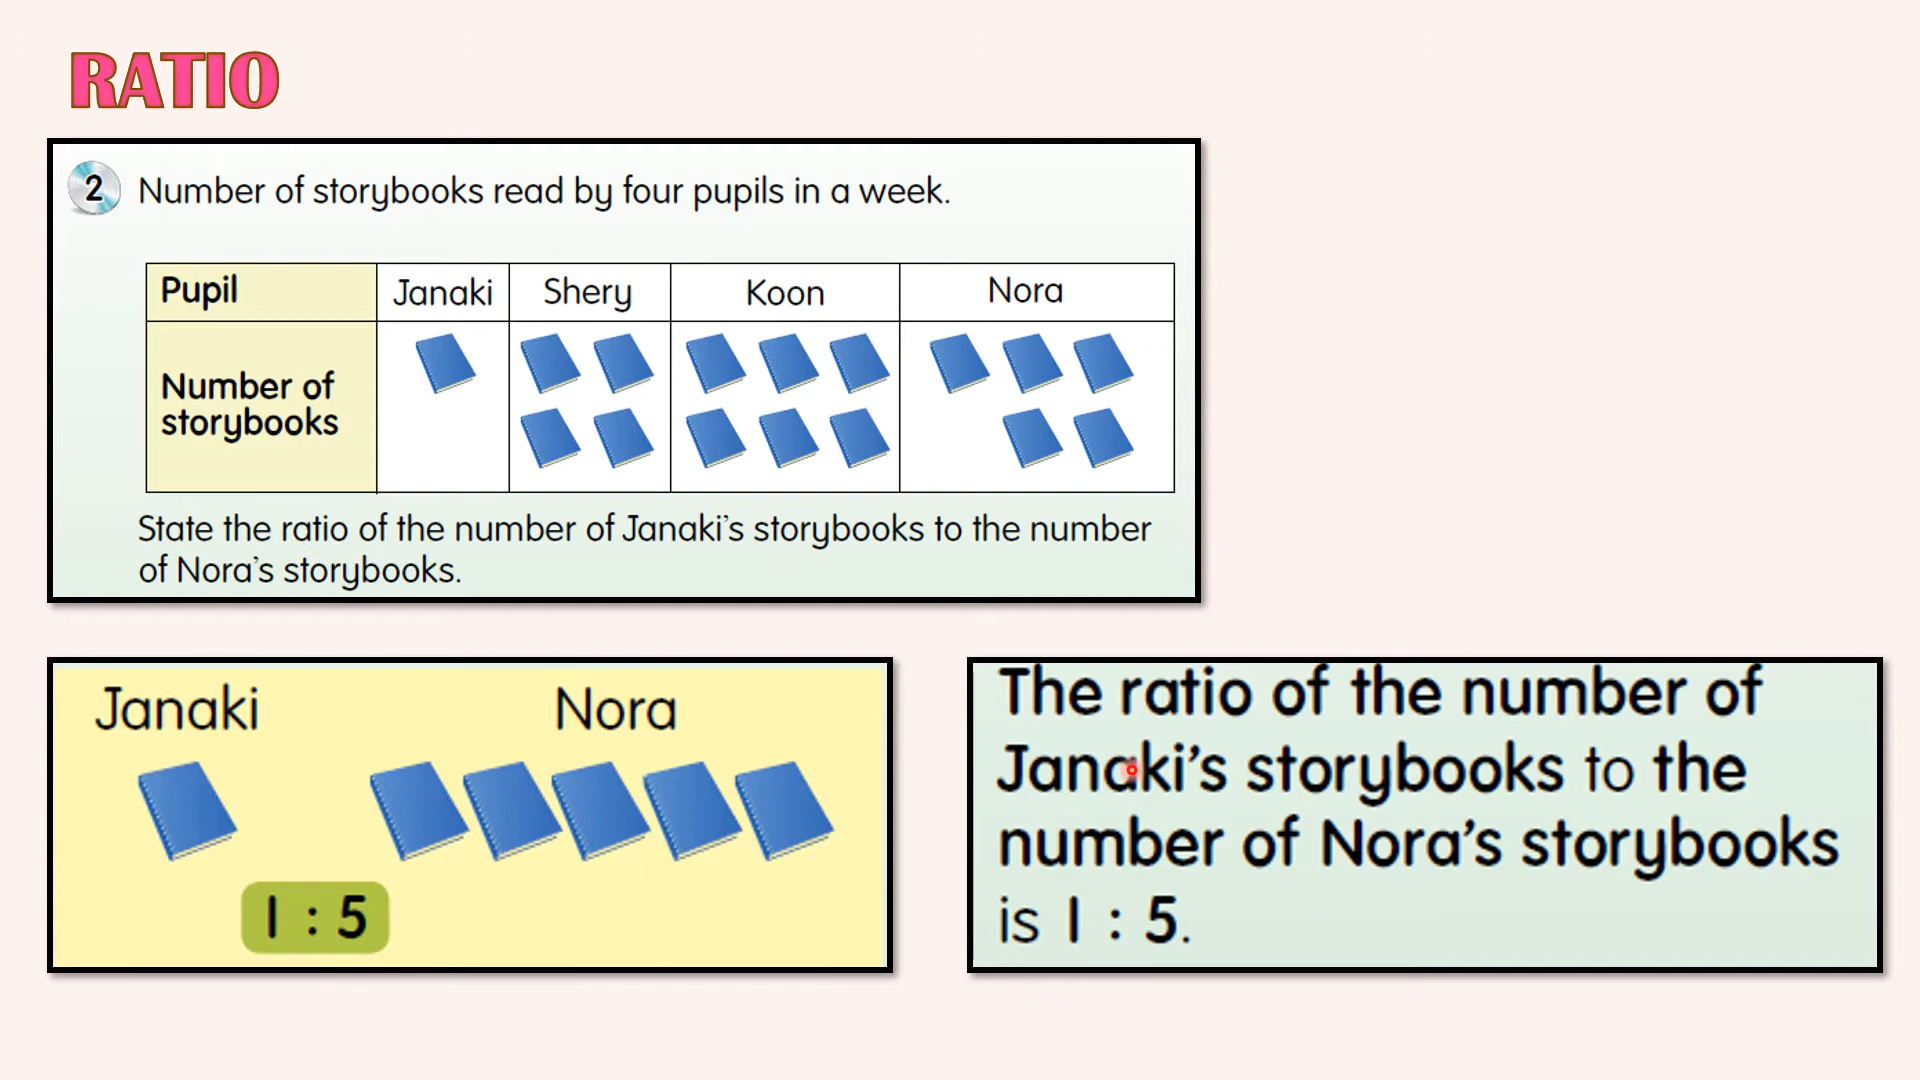 RATIO
2 Number of storybooks read by four pupils in a week.
Pupil Janaki Shery Koon Nora
Number of
storybooks
State the ratio of the number of Janaki's storybooks to the number
of Nora's storybooks.
Janaki Nora
1 : 5
The ratio of the number of
Janaki's storybooks to the
number of Nora's storybooks
is 1 : 5.